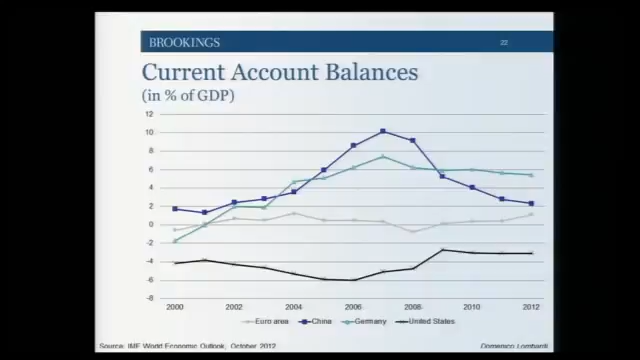 BROOKINGS 22
Current Account Balances
(in % of GDP)
12
10
8
6
4
2
0
-2
-4
-6
-8
2000 2002 2004 2006 2008 2010 2012
Euro area China Germany United States
Source: IMF World Economic Outlook, October 2012. Domenico Lombardi